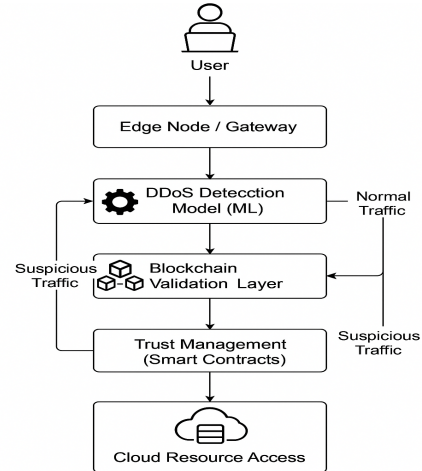 User
Edge Node / Gateway
DDoS Detecction
Model (ML)
Normal
Traffic
Suspicious
Traffic
Blockchain
Validation Layer
Trust Management
(Smart Contracts)
Suspicious
Traffic
Cloud Resource Access